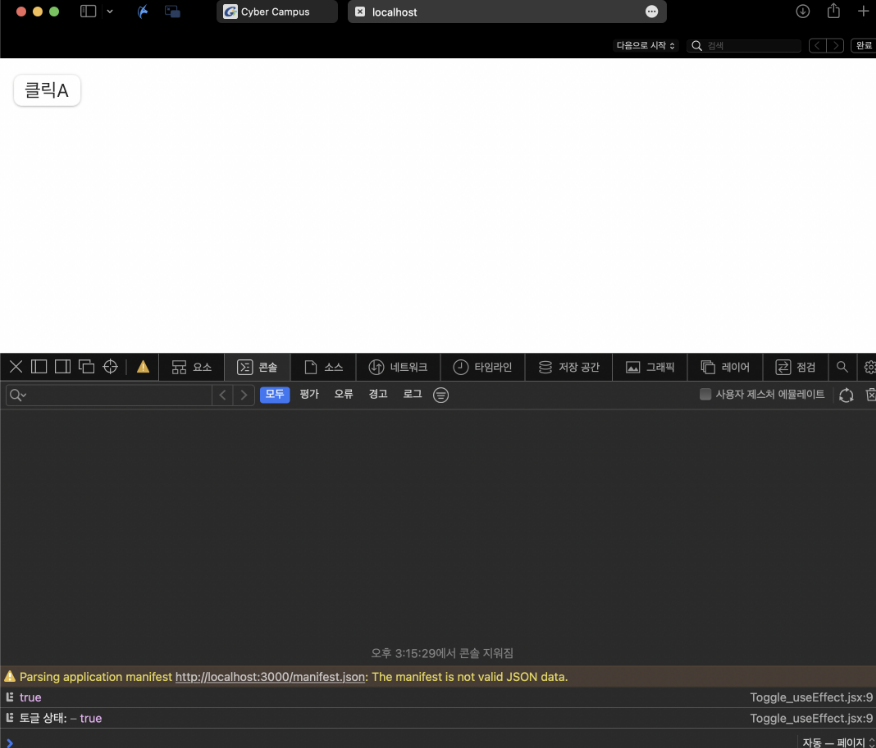 Cyber Campus
localhost
다음으로 시작 검색 완료
클릭A
요소 콘솔 소스 네트워크 타임라인 저장 공간 그래픽 레이어 점검
모두 평가 오류 경고 로그 사용자 제스처 에뮬레이트
오후 3:15:29에서 콘솔 지워짐
Parsing application manifest http://localhost:3000/manifest.json: The manifest is not valid JSON data.
true Toggle_useEffect.jsx:9
토글 상태: – true Toggle_useEffect.jsx:9
자동 — 페이지